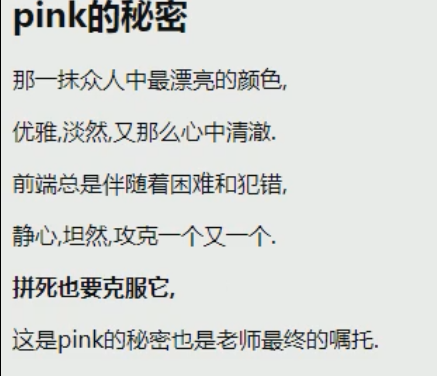 pink的秘密
那一抹众人中最漂亮的颜色,
优雅,淡然,又那么心中清澈.
前端总是伴随着困难和犯错,
静心,坦然,攻克一个又一个.
拼死也要克服它,
这是pink的秘密也是老师最终的嘱托.